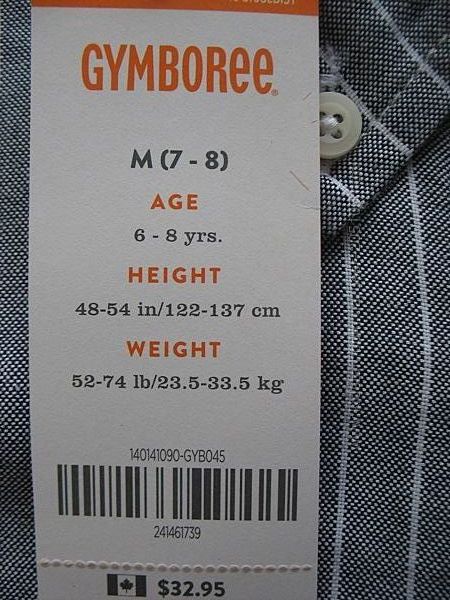 GYMBOREE
M (7 - 8)
AGE
6 - 8 yrs.
HEIGHT
48-54 in/122-137 cm
WEIGHT
52-74 lb/23.5-33.5 kg
140141090-GYB045
241461739
$32.95